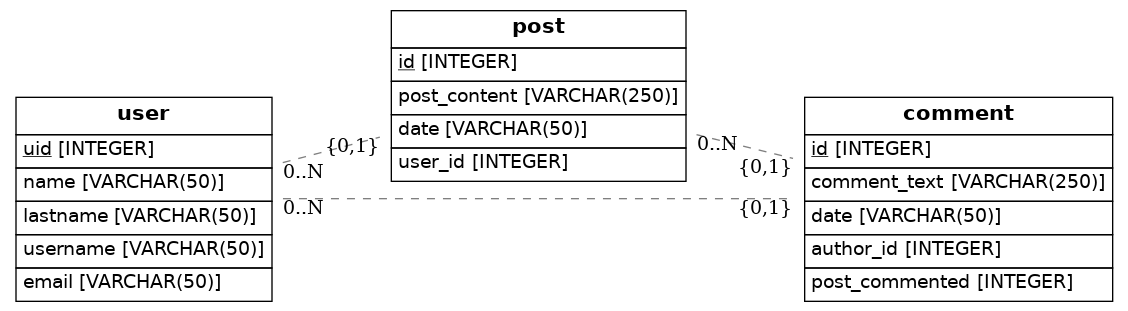 post
id [INTEGER]
post_content [VARCHAR(250)]
date [VARCHAR(50)]
user_id [INTEGER]
user
uid [INTEGER]
name [VARCHAR(50)]
lastname [VARCHAR(50)]
username [VARCHAR(50)]
email [VARCHAR(50)]
comment
id [INTEGER]
comment_text [VARCHAR(250)]
date [VARCHAR(50)]
author_id [INTEGER]
post_commented [INTEGER]
{0,1}
0..N
0..N
{0,1}
0..N
{0,1}